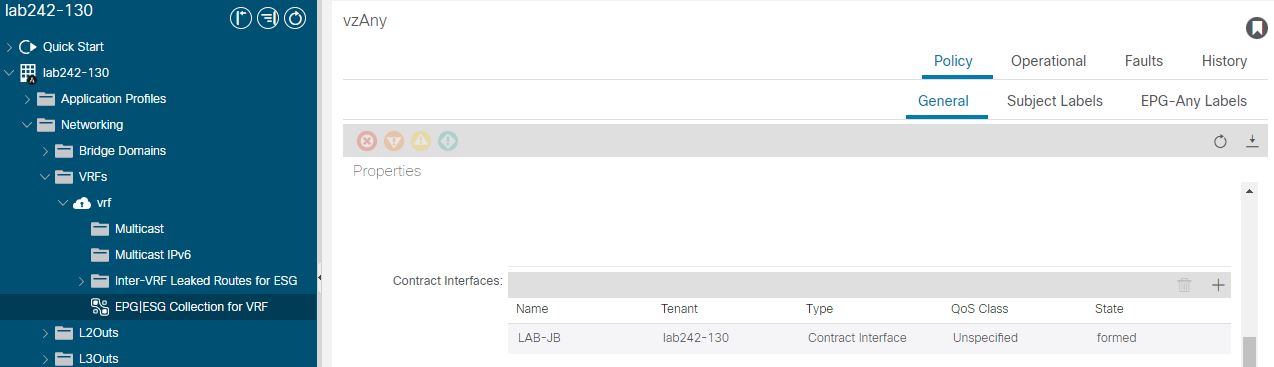 lab242-130
Quick Start
lab242-130
A
Application Profiles
Networking
Bridge Domains
VRFs
vrf
Multicast
Multicast IPv6
Inter-VRF Leaked Routes for ESG
EPG|ESG Collection for VRF
L2Outs
L3Outs
vzAny
Policy Operational Faults History
General Subject Labels EPG-Any Labels
Properties
Contract Interfaces:
Name Tenant Type QoS Class State
LAB-JB lab242-130 Contract Interface Unspecified formed